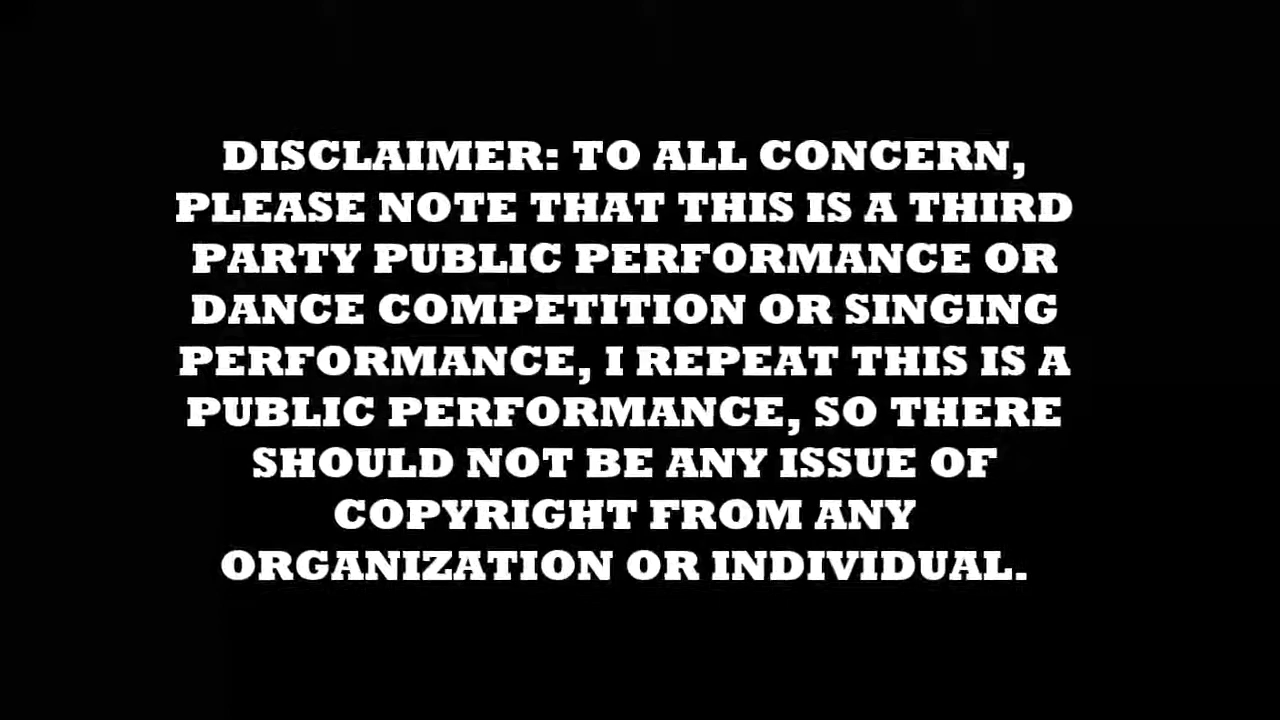 DISCLAIMER: TO ALL CONCERN,
PLEASE NOTE THAT THIS IS A THIRD
PARTY PUBLIC PERFORMANCE OR
DANCE COMPETITION OR SINGING
PERFORMANCE, I REPEAT THIS IS A
PUBLIC PERFORMANCE, SO THERE
SHOULD NOT BE ANY ISSUE OF
COPYRIGHT FROM ANY
ORGANIZATION OR INDIVIDUAL.